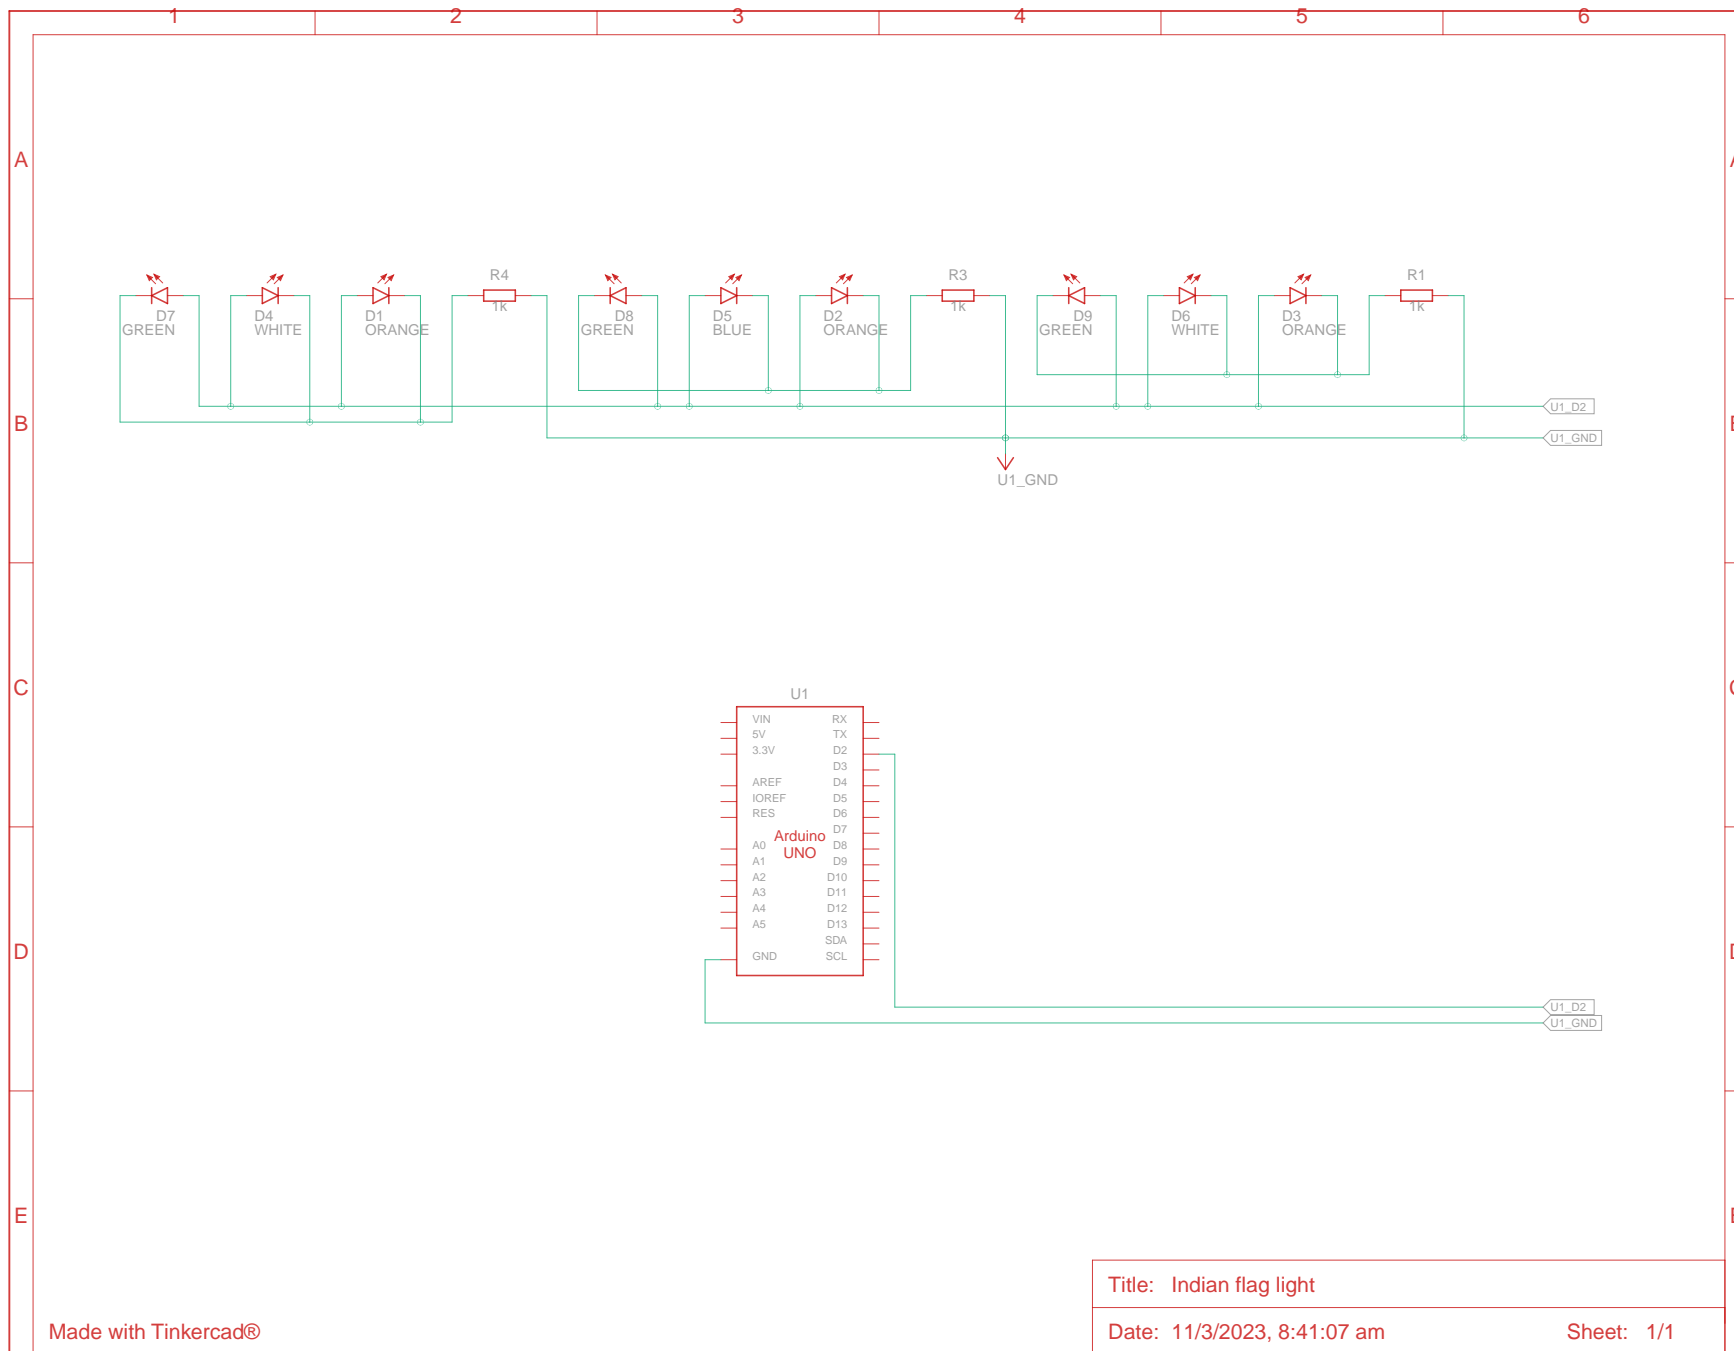 1 2 3 4 5 6
A A
R4 R3 R1
1k 1k 1k
D7 D4 D1 D8 D5 D2 D9 D6 D3
GREEN WHITE ORANGE GREEN BLUE ORANGE GREEN WHITE ORANGE
U1_D2
B
U1_GND
U1_GND
C
U1
VIN RX
5V TX
3.3V D2
D3
AREF D4
IOREF D5
RES D6
D7
Arduino
UNO
A0 D8
A1 D9
A2 D10
A3 D11
A4 D12
A5 D13
SDA
GND SCL
D
U1_D2
U1_GND
E
Title: Indian flag light
Made with Tinkercad®
Date: 11/3/2023, 8:41:07 am Sheet: 1/1